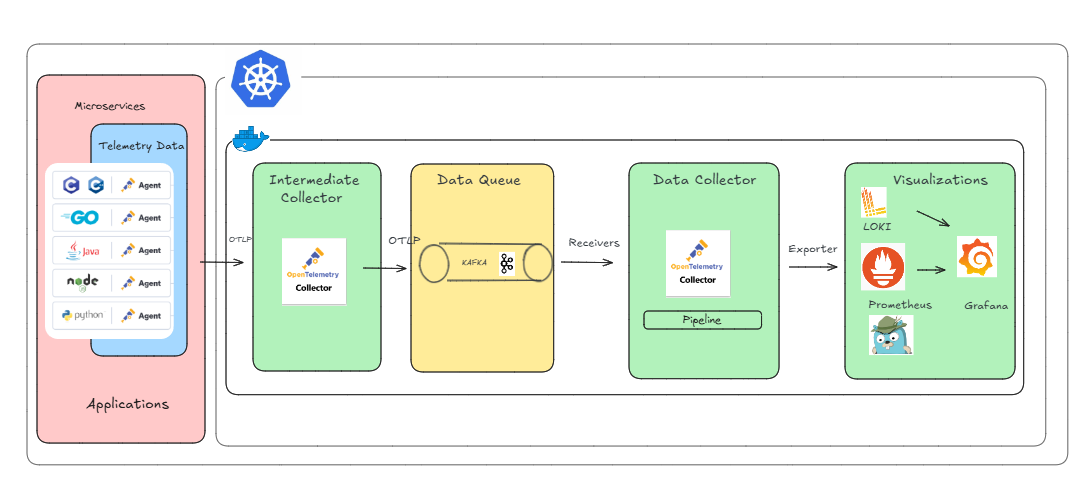 Microservices
Telemetry Data
C
Agent
C
GO
Agent
Java
Agent
node
JS
Agent
python
Agent
Applications
OTLP
Intermediate
Collector
OpenTelemetry
Collector
OTLP
Data Queue
KAFKA
Receivers
Data Collector
OpenTelemetry
Collector
Pipeline
Exporter
Visualizations
LOKI
Prometheus
Grafana